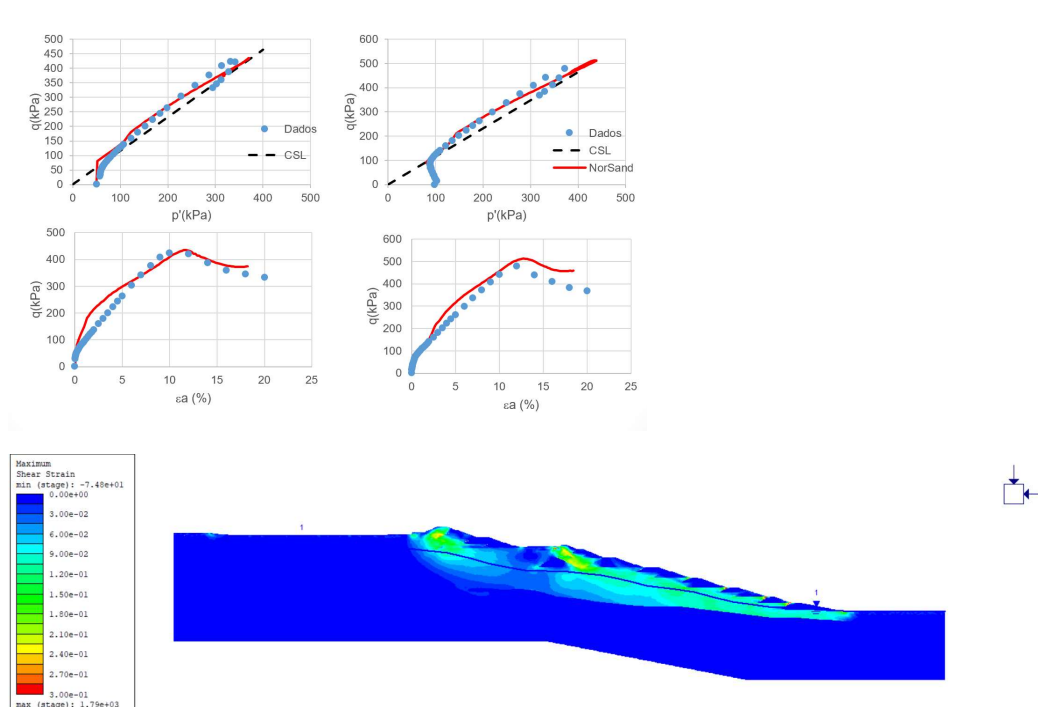 500
450
400
350
300
250
200
150
100
50
0
q(kPa)
0 100 200 300 400 500
p'(kPa)
Dados
CSL
600
500
400
300
200
100
0
q(kPa)
0 100 200 300 400 500
p'(kPa)
Dados
CSL
NorSand
500
400
300
200
100
0
q(kPa)
0 5 10 15 20 25
εa (%)
600
500
400
300
200
100
0
q(kPa)
0 5 10 15 20 25
εa (%)
Maximum
Shear Strain
min (stage): -7.48e+01
0.00e+00
3.00e-02
6.00e-02
9.00e-02
1.20e-01
1.50e-01
1.80e-01
2.10e-01
2.40e-01
2.70e-01
3.00e-01
max (stage): 1.79e+03
1
1